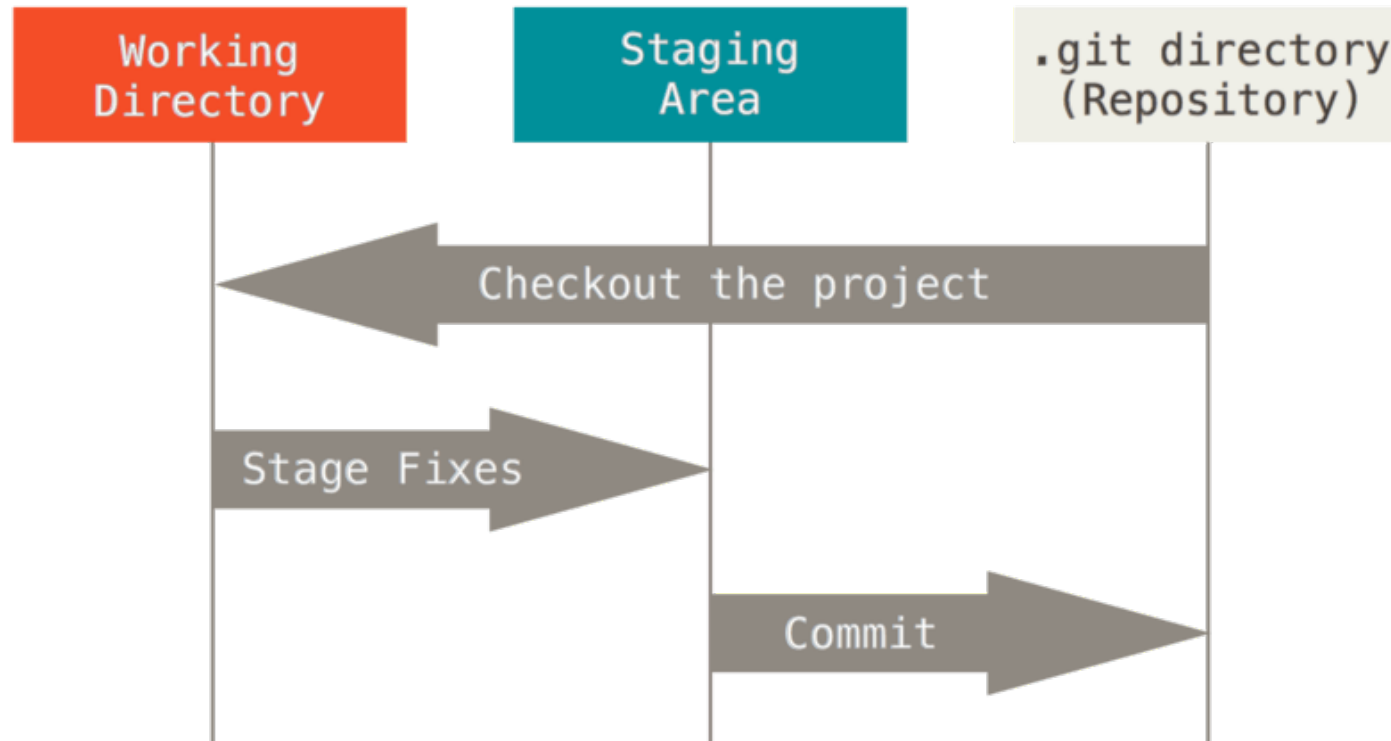 Working
Directory
Staging
Area
.git directory
(Repository)
Checkout the project
Stage Fixes
Commit